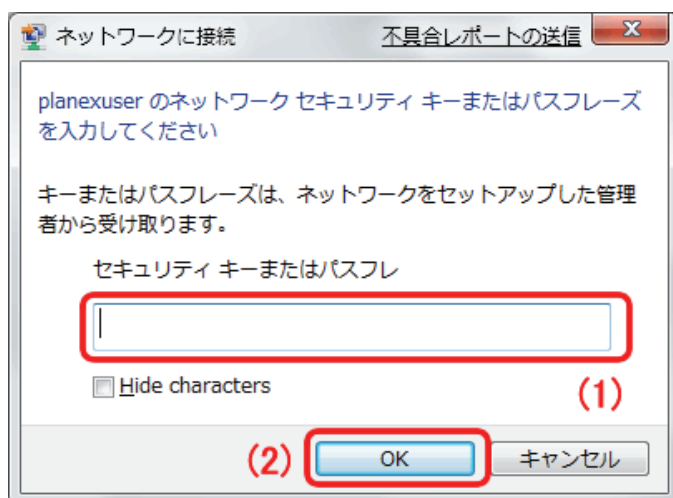 ネットワークに接続 不具合レポートの送信
planexuser のネットワーク セキュリティ キーまたはパスフレーズ
を入力してください
キーまたはパスフレーズは、ネットワークをセットアップした管理
者から受け取ります。
セキュリティ キーまたはパスフレ
Hide characters
(1)
(2) OK キャンセル